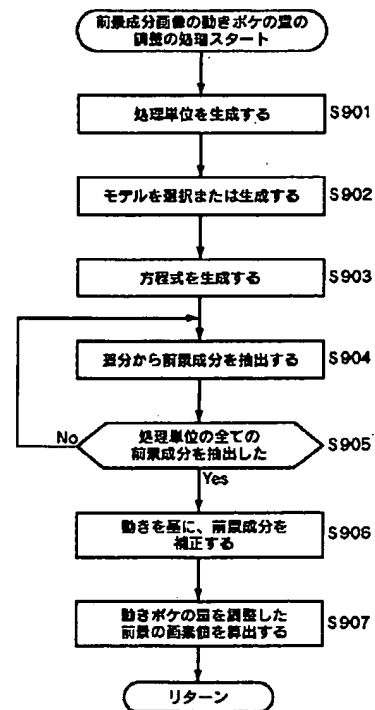 前景成分画像の動きボケの量の
調整の処理スタート
処理単位を生成する
S901
モデルを選択または生成する
S902
方程式を生成する
S903
差分から前景成分を抽出する
S904
処理単位の全ての
前景成分を抽出した
S905
No
Yes
動きを基に、前景成分を
補正する
S906
動きボケの量を調整した
前景の画素値を算出する
S907
リターン